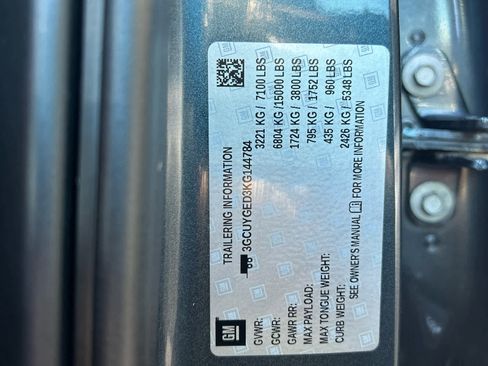 TRAILERING INFORMATION
3GCUYGED3KG144784
GVWR: 3221 KG / 7100 LBS
GCWR: 6804 KG / 15000 LBS
GAWR RR: 1724 KG / 3800 LBS
MAX PAYLOAD: 795 KG / 1752 LBS
MAX TONGUE WEIGHT: 435 KG / 960 LBS
CURB WEIGHT: 2426 KG / 5348 LBS
SEE OWNER'S MANUAL FOR MORE INFORMATION
GM